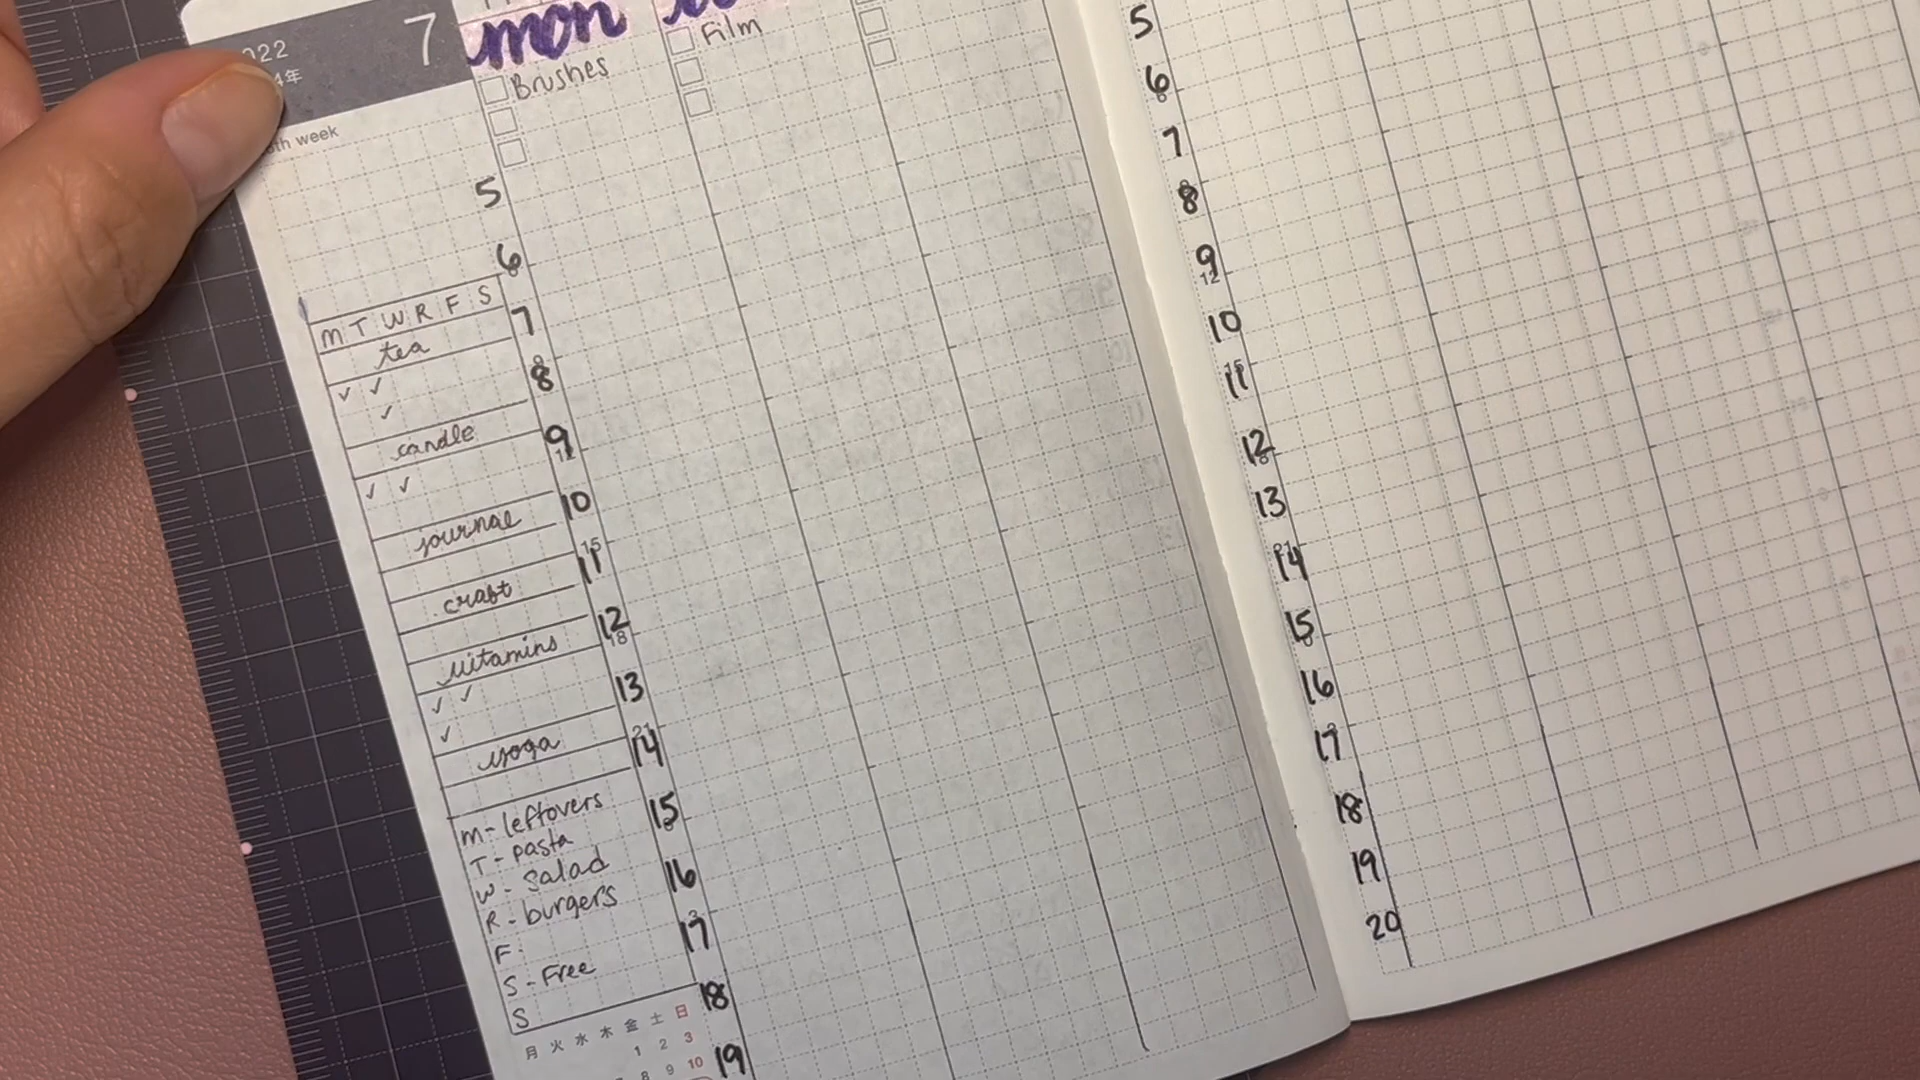 7
mon
Brushes
Film
week
5
6
7
8
9
10
11
12
13
14
15
16
17
18
19
M T W R F S
tea
✓ ✓
✓
candle
✓ ✓
journal
craft
vitamins
✓ ✓
✓
yoga
M - leftovers
T - pasta
W - Salad
R - burgers
F -
S - Free
S
月 火 水 木 金 土 日
1 2 3
8 9 10
5
6
7
8
9
12
10
11
12
13
14
15
16
17
18
19
20